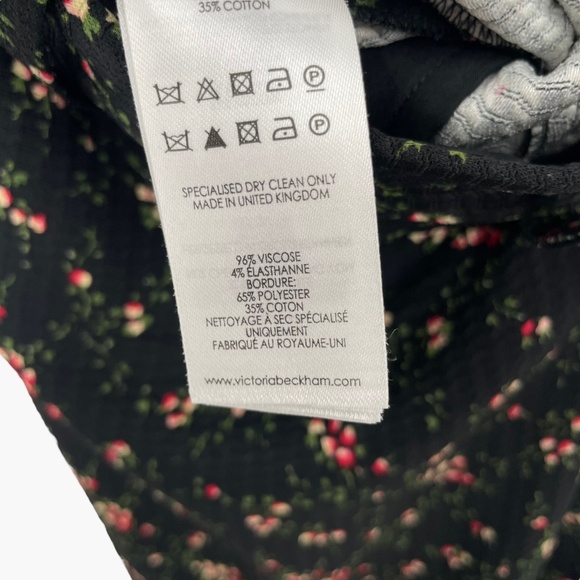 35% COTTON
P
P
SPECIALISED DRY CLEAN ONLY
MADE IN UNITED KINGDOM
96% VISCOSE
4% ÉLASTHANNE
BORDURE:
65% POLYESTER
35% COTON
NETTOYAGE À SEC SPÉCIALISÉ
UNIQUEMENT
FABRIQUÉ AU ROYAUME-UNI
www.victoriabeckham.com